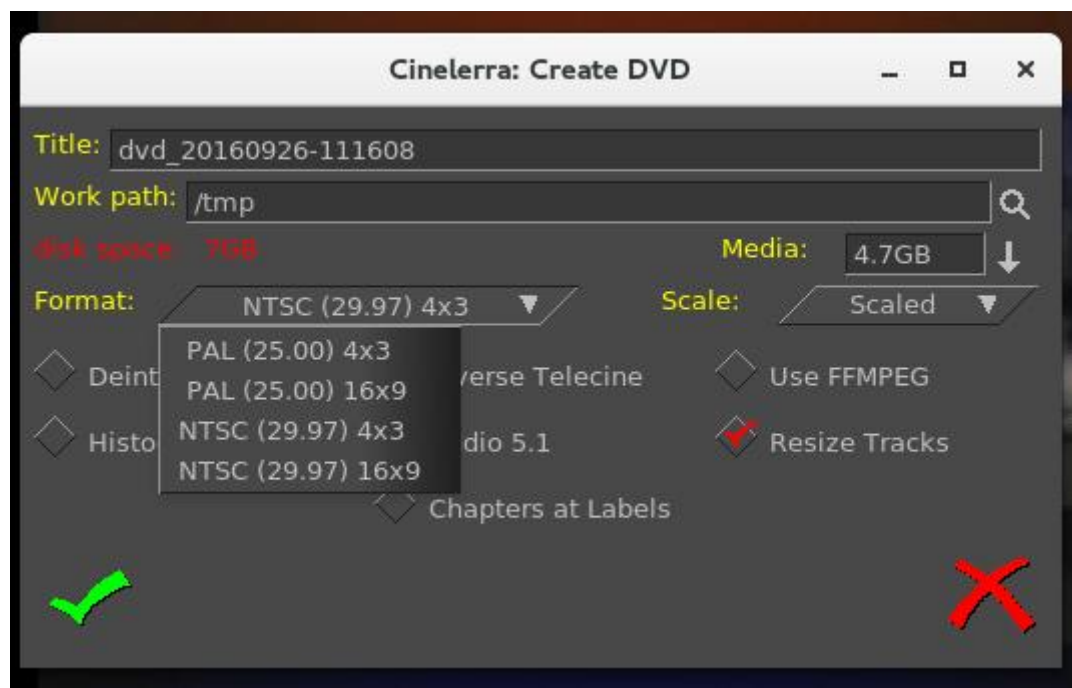 Cinelerra: Create DVD
Title: dvd_20160926-111608
Work path: /tmp
disk space: 7GB Media: 4.7GB
Format: NTSC (29.97) 4x3 Scale: Scaled
PAL (25.00) 4x3
Deint verse Telecine Use FFMPEG
PAL (25.00) 16x9
NTSC (29.97) 4x3
Histo dio 5.1 Resize Tracks
NTSC (29.97) 16x9
Chapters at Labels